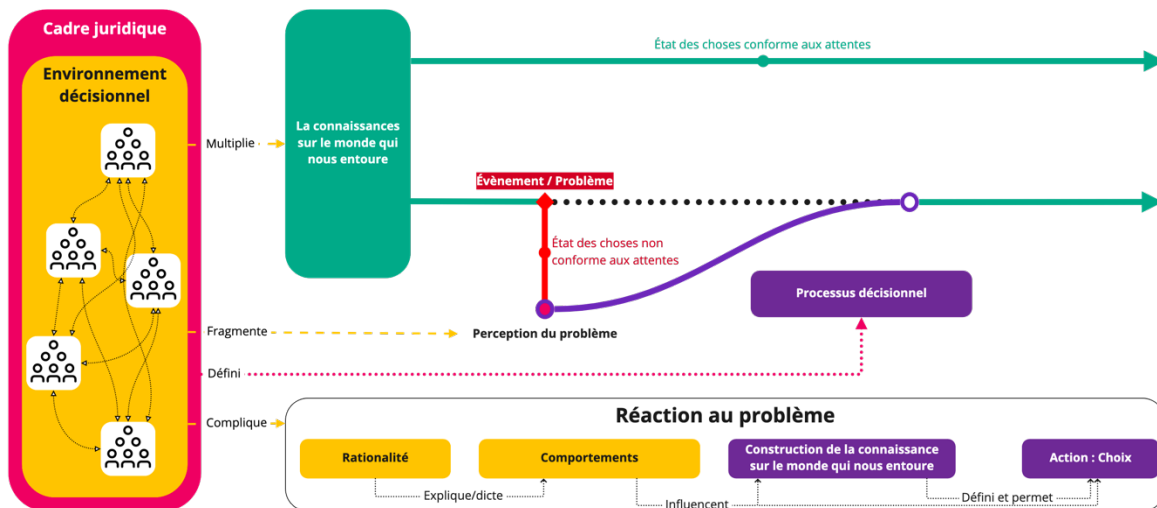 Cadre juridique
Environnement
décisionnel
Multiplie
Fragmente
Défini
Complique
La connaissances
sur le monde qui
nous entoure
État des choses conforme aux attentes
Évènement / Problème
État des choses non
conforme aux attentes
Perception du problème
Processus décisionnel
Réaction au problème
Rationalité
Comportements
Construction de la connaissance
sur le monde qui nous entoure
Action : Choix
Explique/dicte
Influencent
Défini et permet